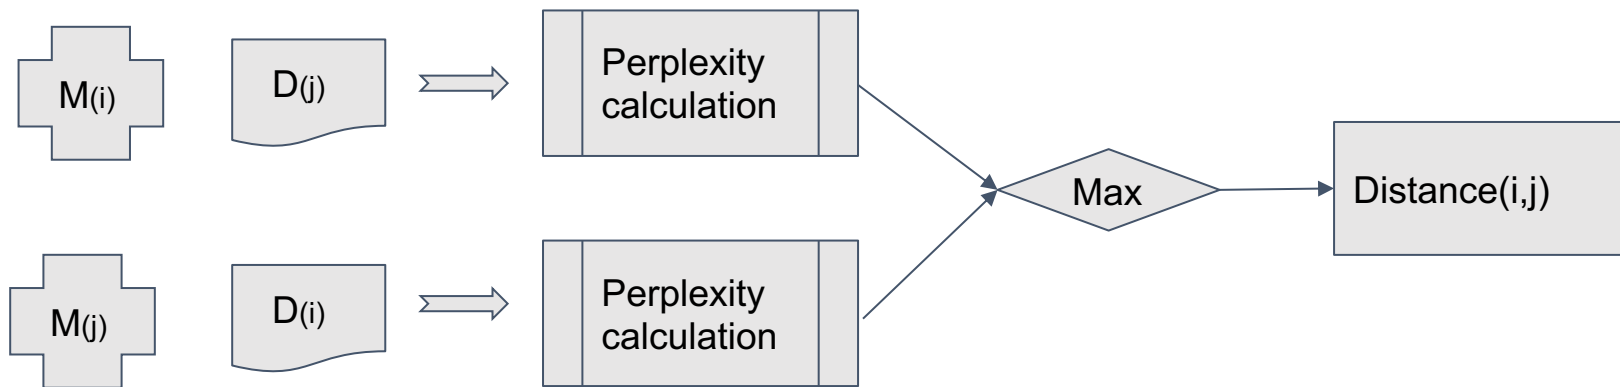 M(i)
D(j)
Perplexity
calculation
Max
Distance(i,j)
M(j)
D(i)
Perplexity
calculation